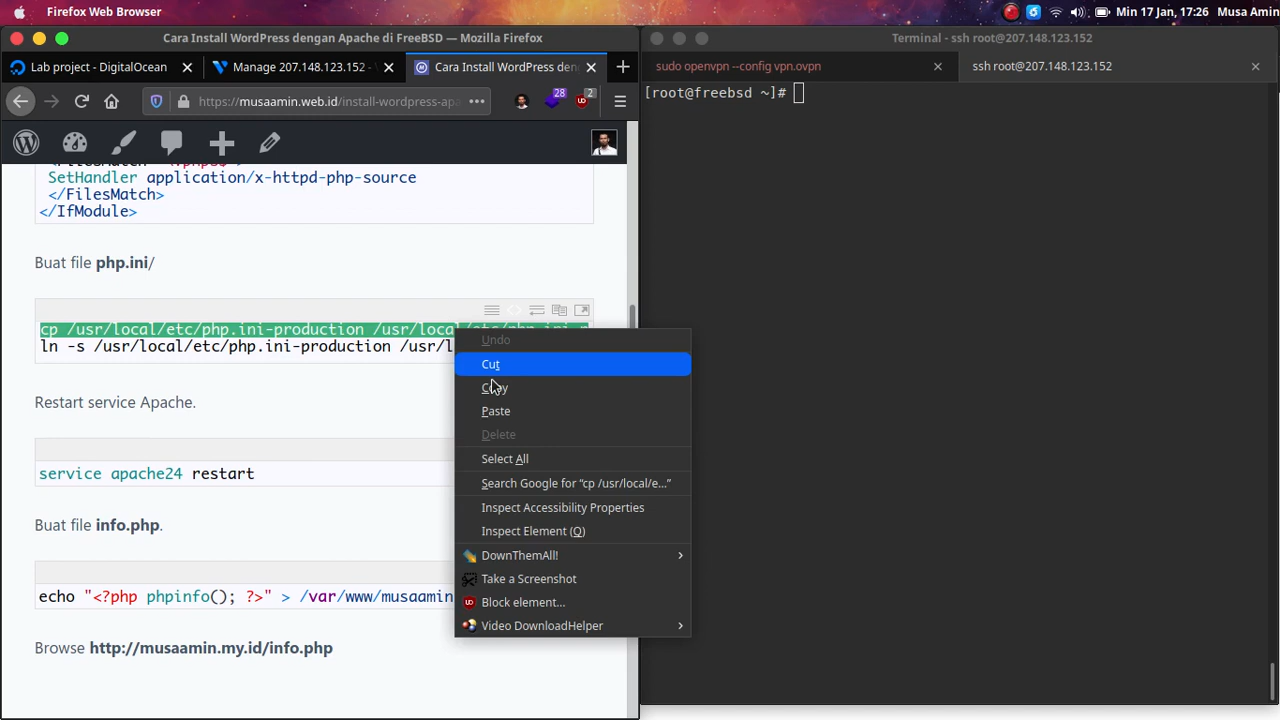 Firefox Web Browser
Min 17 Jan, 17:26
Musa Amin
Cara Install WordPress dengan Apache di FreeBSD — Mozilla Firefox
Lab project - DigitalOcean
Manage 207.148.123.152 -
Cara Install WordPress den
https://musaamin.web.id/install-wordpress-apa
28
2
SetHandler application/x-httpd-php-source
</FilesMatch>
</IfModule>
Buat file php.ini/
cp /usr/local/etc/php.ini-production /usr/local/etc/php.ini-p
ln -s /usr/local/etc/php.ini-production /usr/l
Restart service Apache.
service apache24 restart
Buat file info.php.
echo "<?php phpinfo(); ?>" > /var/www/musaamin
Browse http://musaamin.my.id/info.php
Undo
Cut
Copy
Paste
Delete
Select All
Search Google for “cp /usr/local/e...”
Inspect Accessibility Properties
Inspect Element (Q)
DownThemAll!
Take a Screenshot
Block element...
Video DownloadHelper
Terminal - ssh root@207.148.123.152
sudo openvpn --config vpn.ovpn
ssh root@207.148.123.152
[root@freebsd ~]#